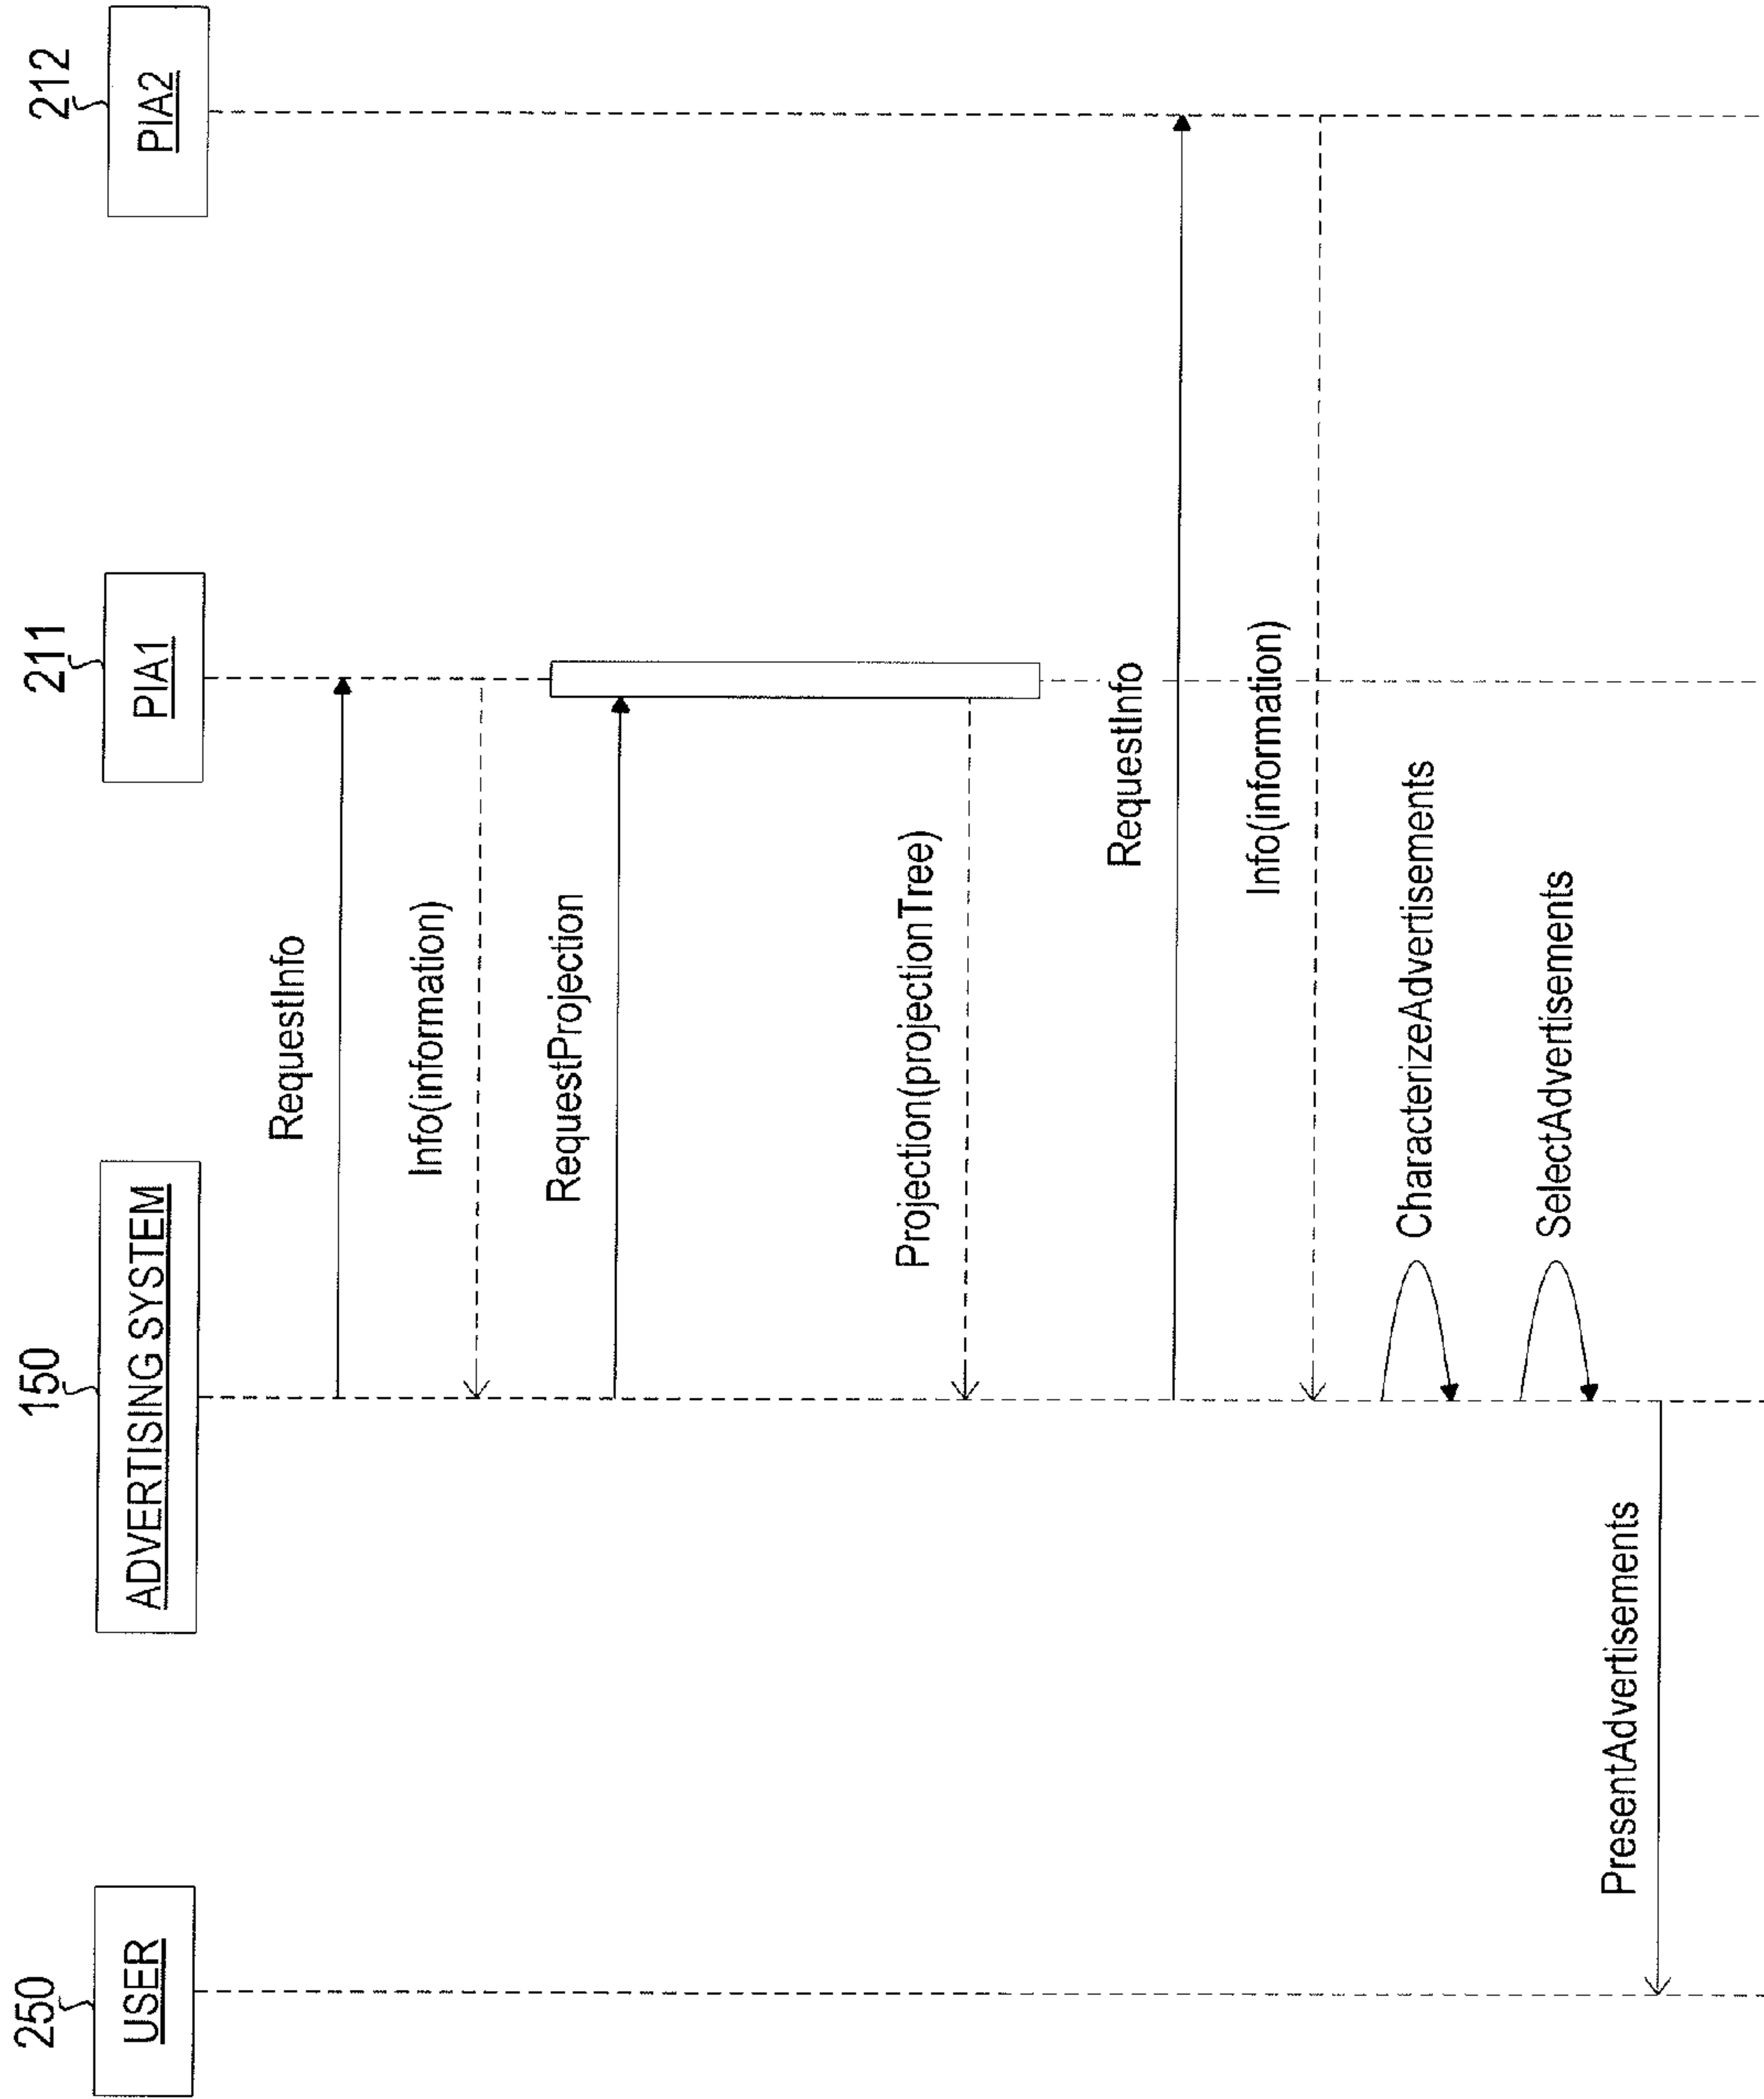 250
USER
150
ADVERTISING SYSTEM
211
PIA1
212
PIA2
RequestInfo
Info(information)
RequestProjection
Projection(projectionTree)
RequestInfo
Info(information)
CharacterizeAdvertisements
SelectAdvertisements
PresentAdvertisements